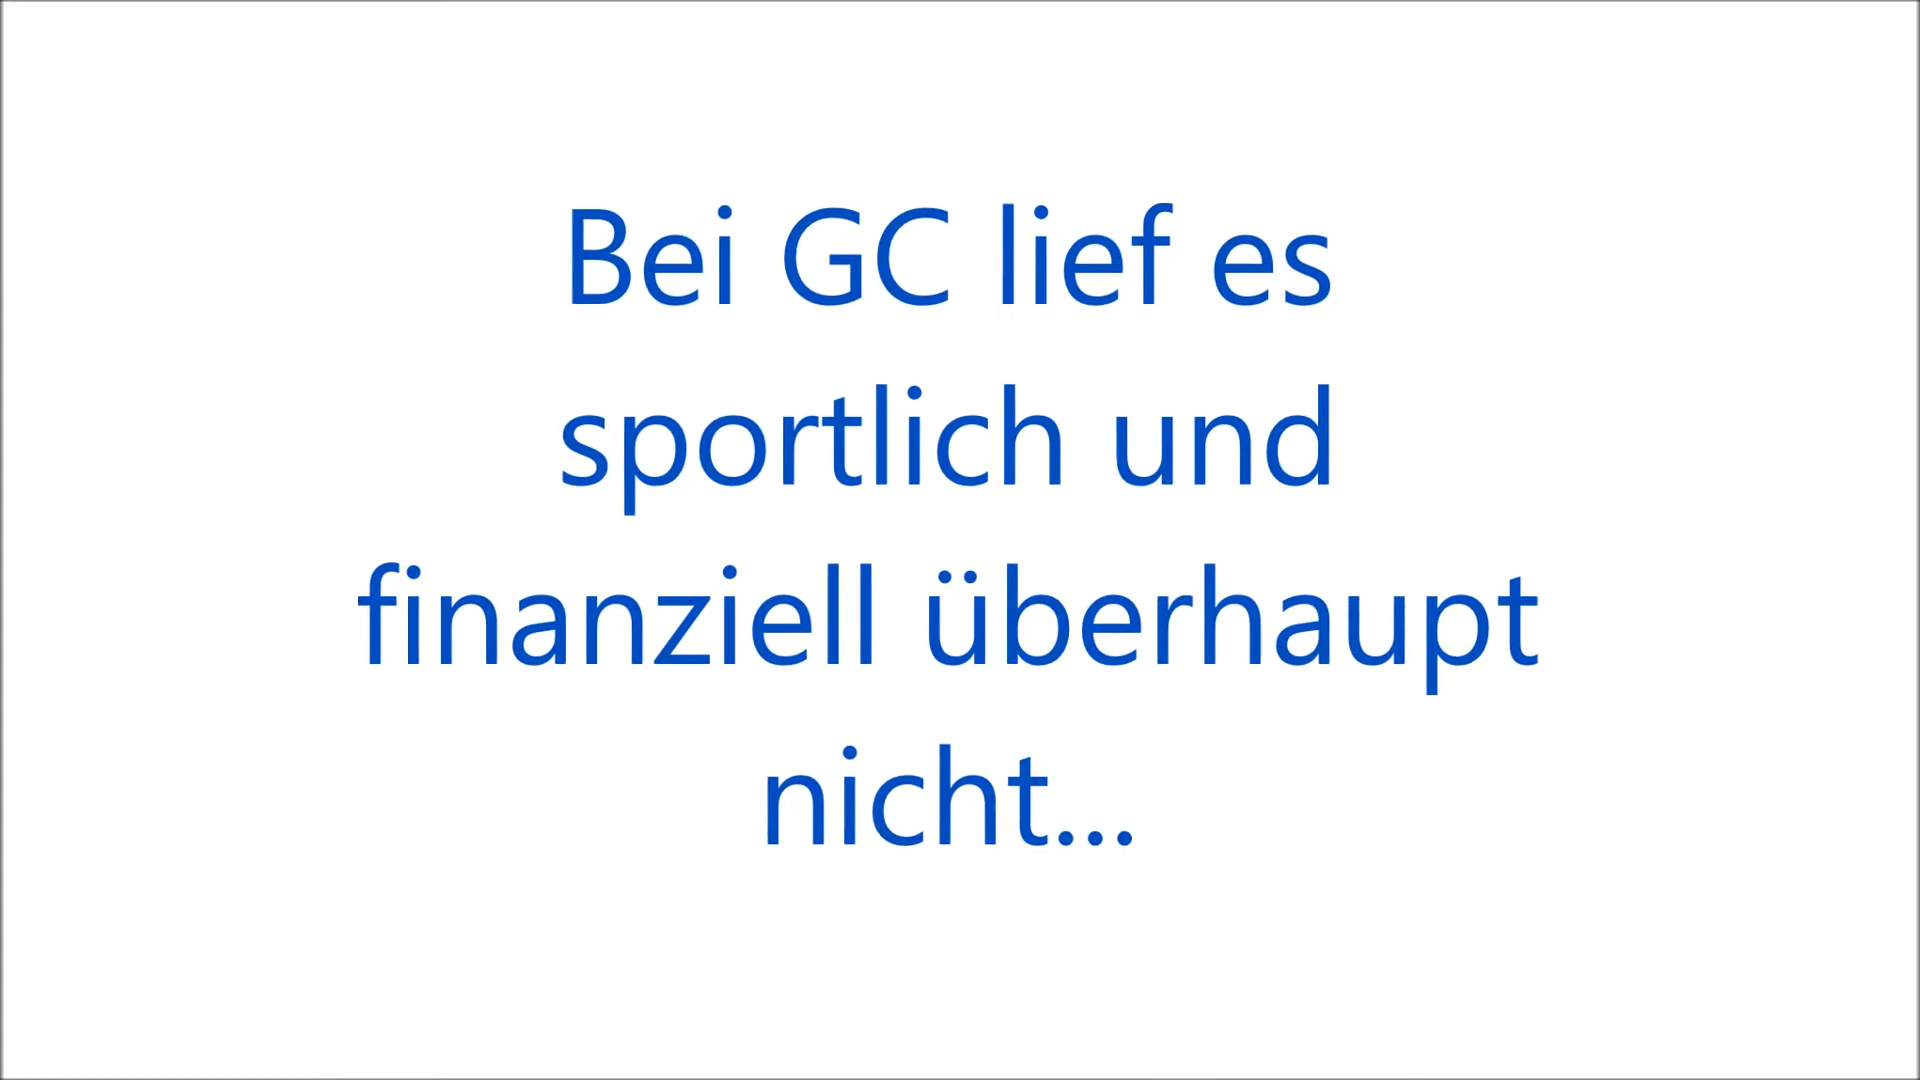 Bei GC lief es
sportlich und
finanziell überhaupt
nicht...